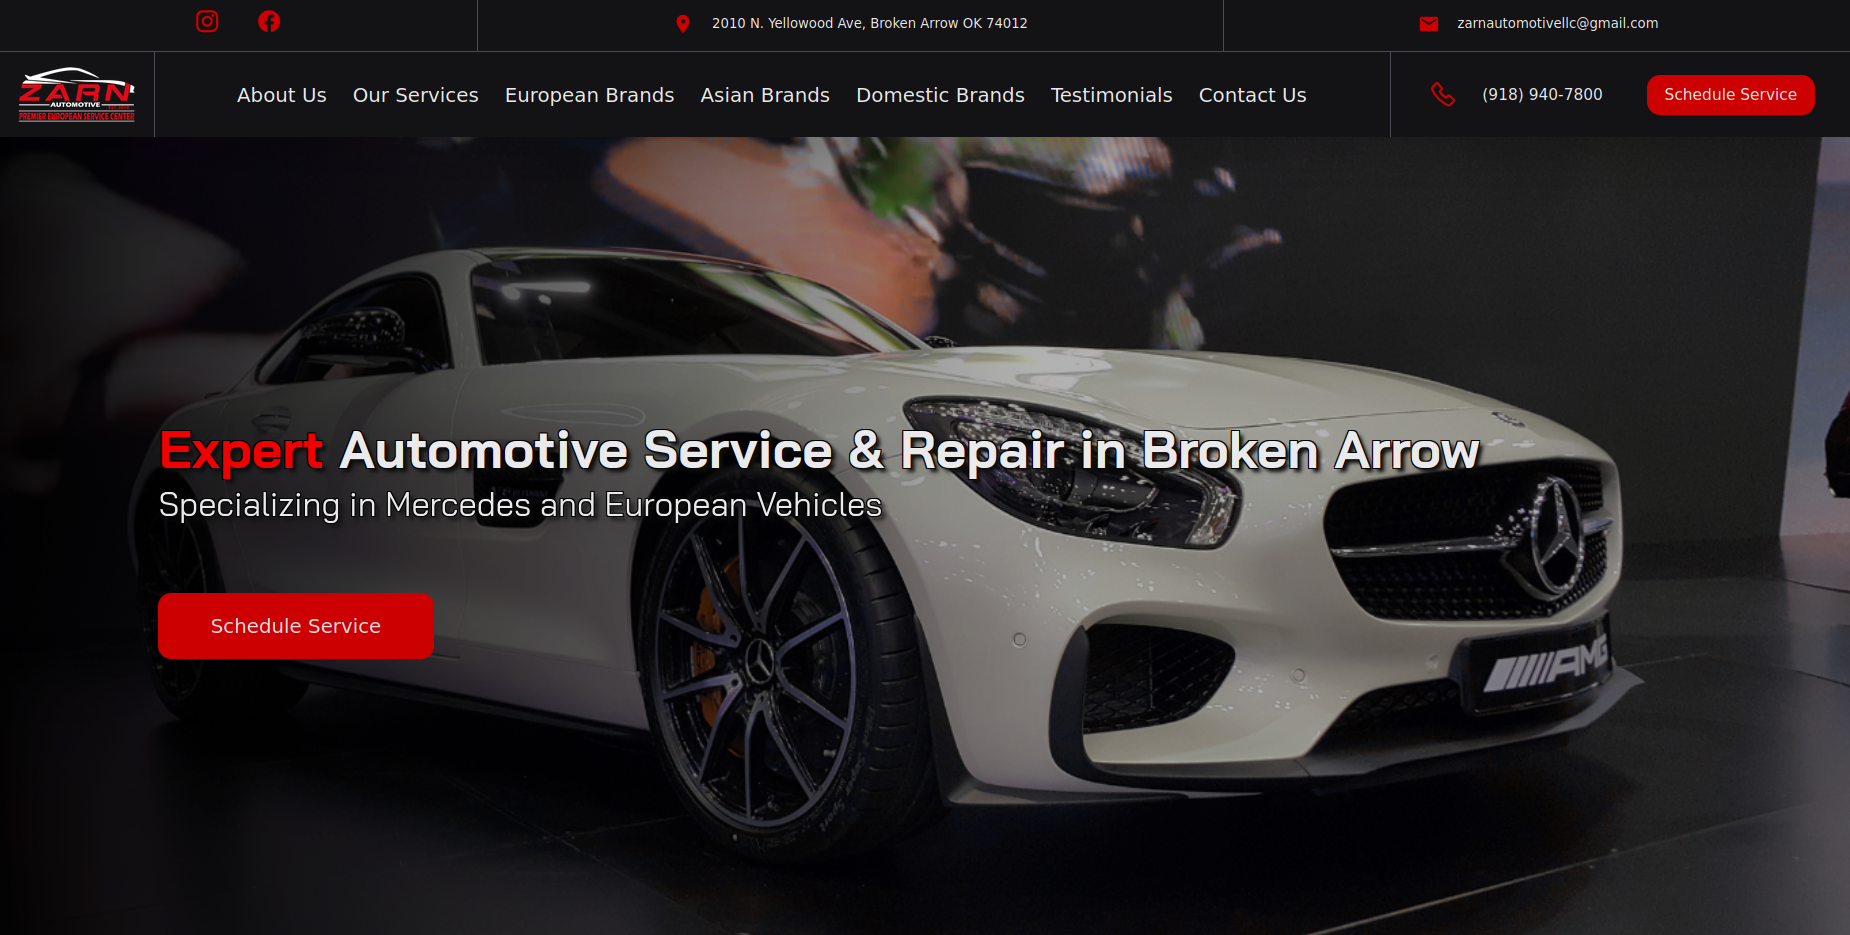 2010 N. Yellowood Ave, Broken Arrow OK 74012
zarnautomotivellc@gmail.com
ZARN
AUTOMOTIVE
PREMIER EUROPEAN SERVICE CENTER
About Us
Our Services
European Brands
Asian Brands
Domestic Brands
Testimonials
Contact Us
(918) 940-7800
Schedule Service
Expert Automotive Service & Repair in Broken Arrow
Specializing in Mercedes and European Vehicles
Schedule Service
AMG